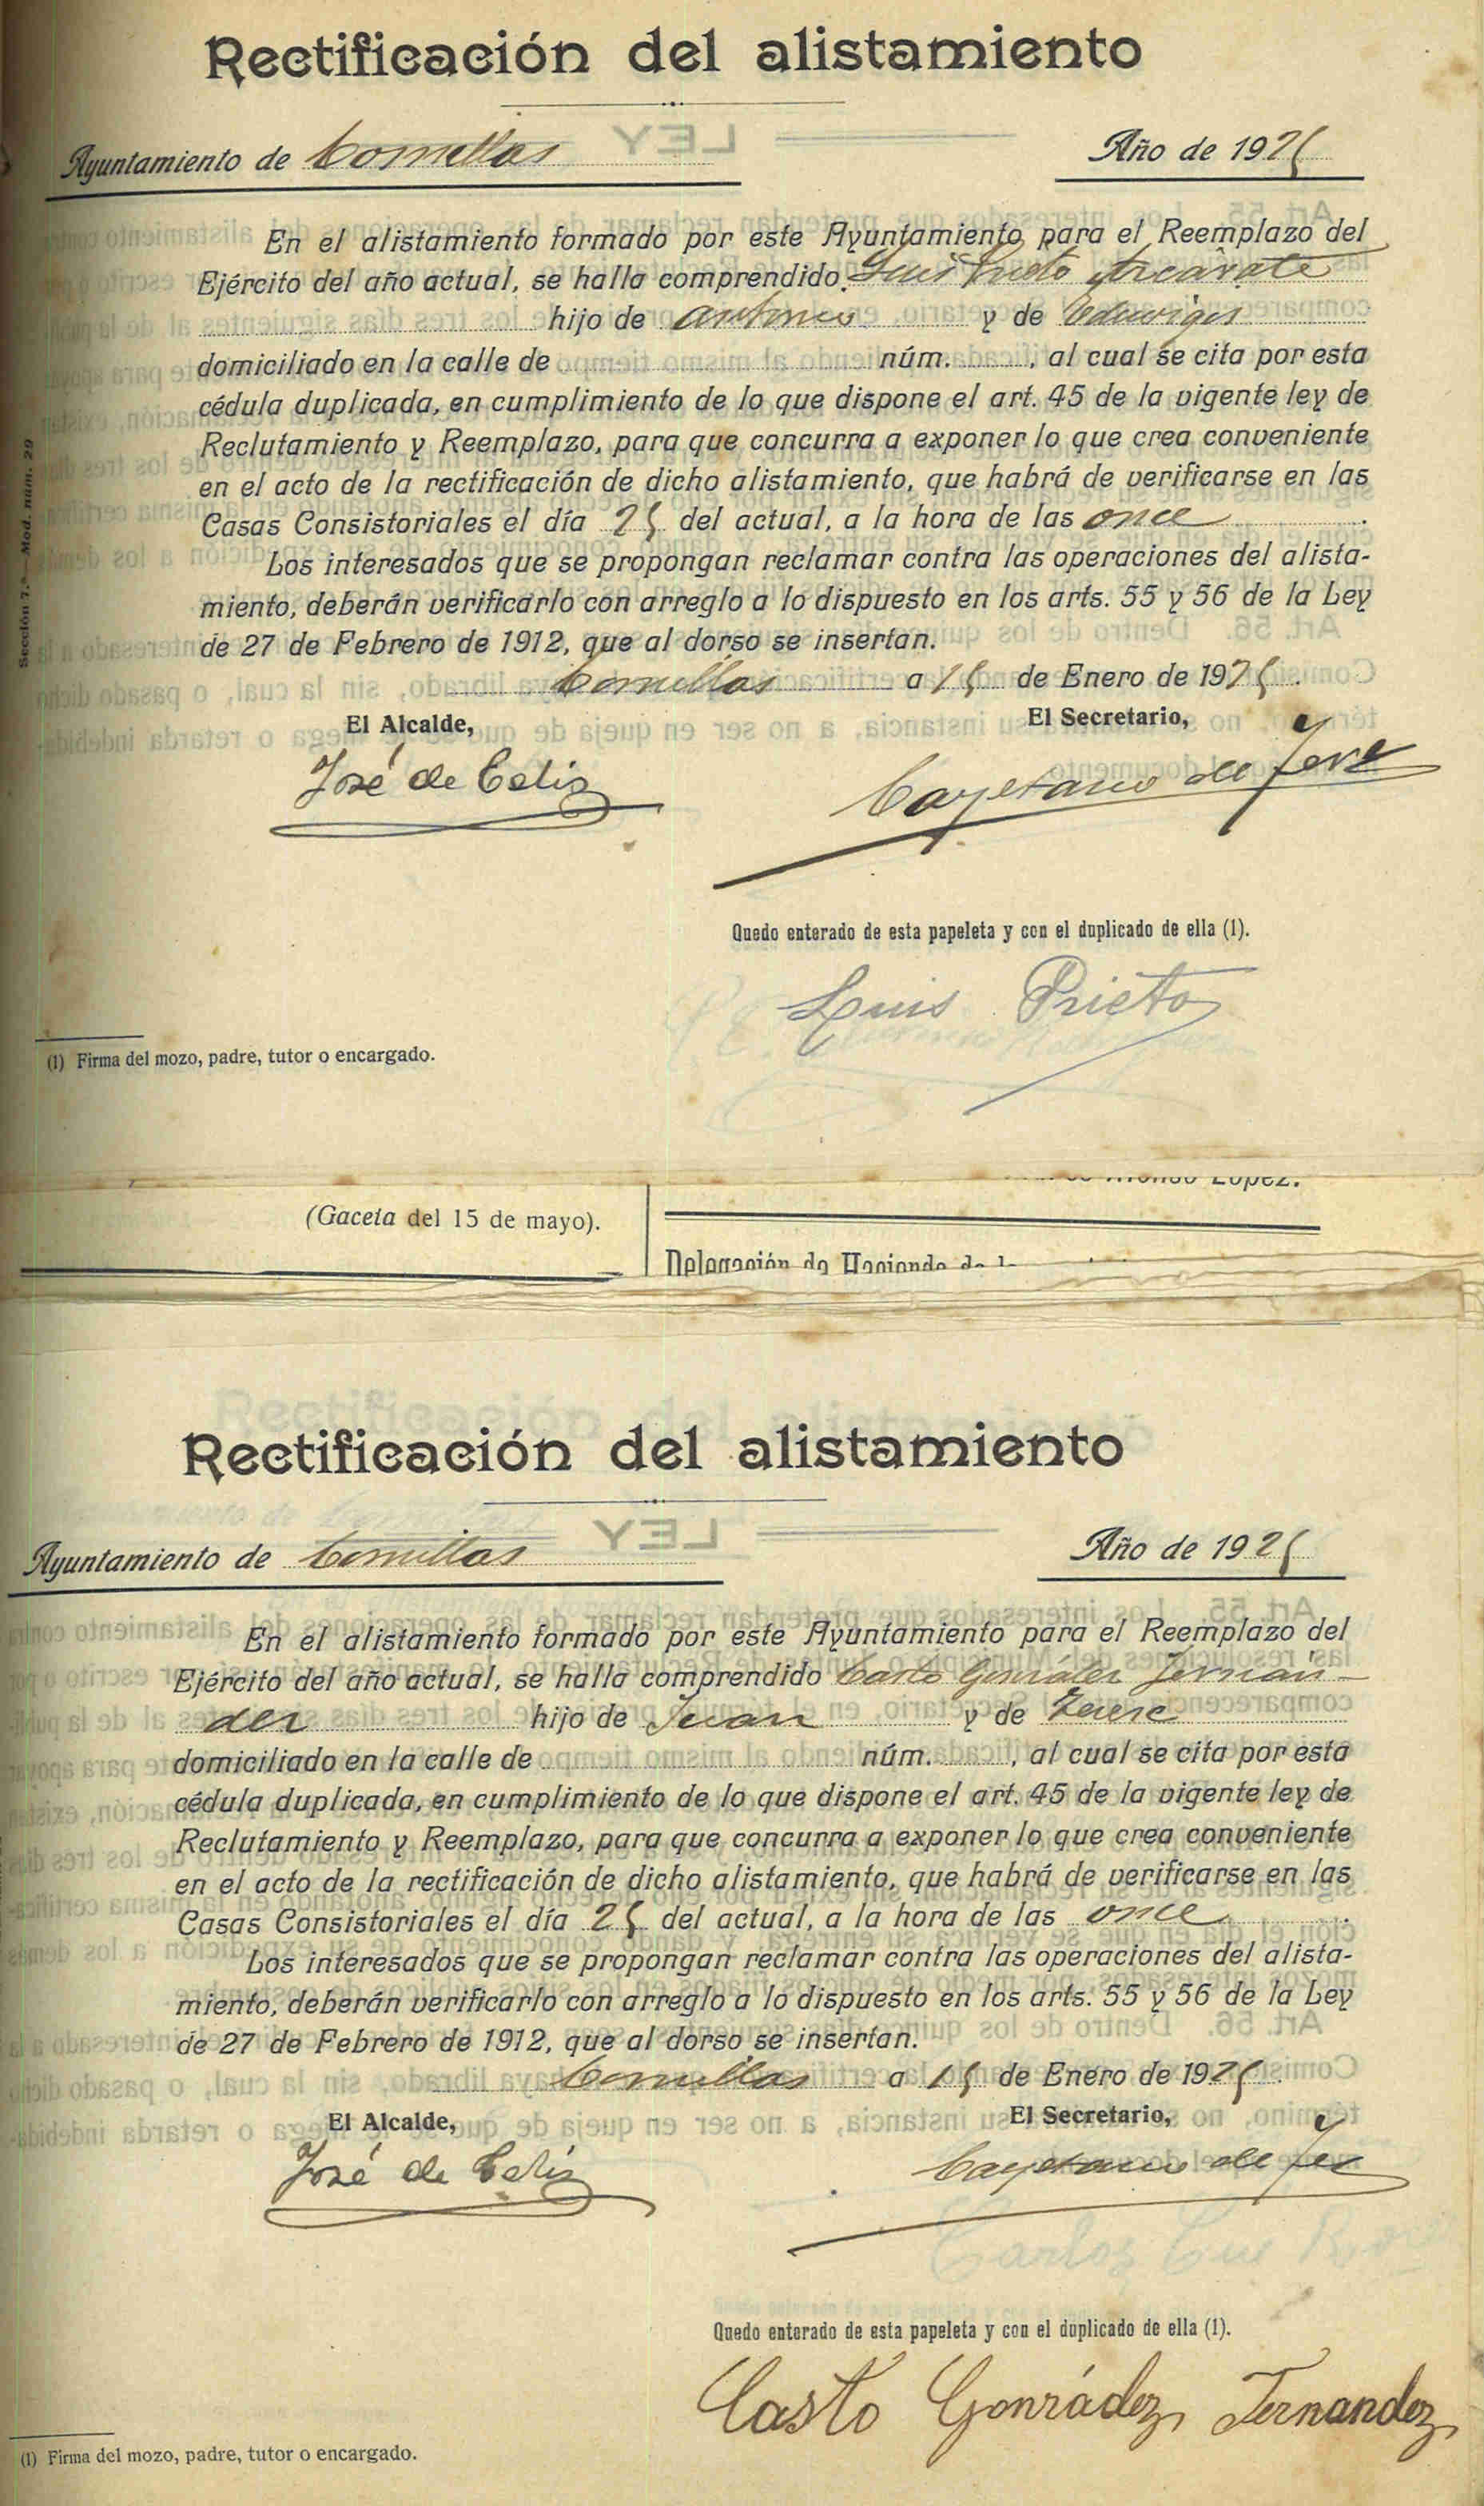 Rectificación del alistamiento
Ayuntamiento de Comillas
LEY
Año de 1925
En el alistamiento formado por este Ayuntamiento para el Reemplazo del
Ejército del año actual, se halla comprendido Luis Prieto
hijo de Antonio y de Eduviges
domiciliado en la calle de núm. , al cual se cita por esta
cédula duplicada, en cumplimiento de lo que dispone el art. 45 de la vigente ley de
Reclutamiento y Reemplazo, para que concurra a exponer lo que crea conveniente
en el acto de la rectificación de dicho alistamiento, que habrá de verificarse en las
Casas Consistoriales el día 25 del actual, a la hora de las once .
Los interesados que se propongan reclamar contra las operaciones del alista-
miento, deberán verificarlo con arreglo a lo dispuesto en los arts. 55 y 56 de la Ley
de 27 de Febrero de 1912, que al dorso se insertan.
Comillas a 15 de Enero de 1925.
El Alcalde,
El Secretario,
José de Celis
Cayetano de
Sección 7.ª—Mod. núm. 29
Quedo enterado de esta papeleta y con el duplicado de ella (1).
Luis Prieto
(1) Firma del mozo, padre, tutor o encargado.
López.
(Gaceta del 15 de mayo).
Delegación de Hacienda de la
Rectificación del alistamiento
Ayuntamiento de Comillas
LEY
Año de 1925
En el alistamiento formado por este Ayuntamiento para el Reemplazo del
Ejército del año actual, se halla comprendido Casto González Fernán-
dez hijo de Juan y de
domiciliado en la calle de núm. , al cual se cita por esta
cédula duplicada, en cumplimiento de lo que dispone el art. 45 de la vigente ley de
Reclutamiento y Reemplazo, para que concurra a exponer lo que crea conveniente
en el acto de la rectificación de dicho alistamiento, que habrá de verificarse en las
Casas Consistoriales el día 25 del actual, a la hora de las once .
Los interesados que se propongan reclamar contra las operaciones del alista-
miento, deberán verificarlo con arreglo a lo dispuesto en los arts. 55 y 56 de la Ley
de 27 de Febrero de 1912, que al dorso se insertan.
Comillas a 15 de Enero de 1925.
El Alcalde,
El Secretario,
José de Celis
Cayetano de
Quedo enterado de esta papeleta y con el duplicado de ella (1).
Casto González Fernandez
(1) Firma del mozo, padre, tutor o encargado.